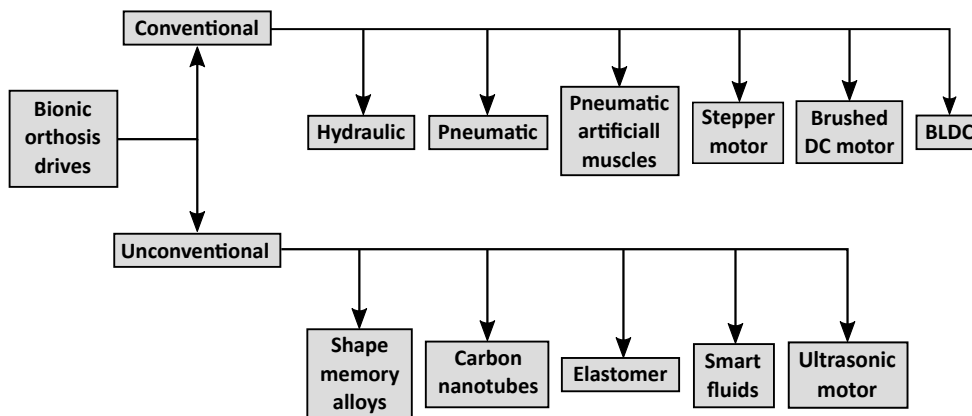 Conventional
Bionic
orthosis
drives
Hydraulic
Pneumatic
Pneumatic
artificiall
muscles
Stepper
motor
Brushed
DC motor
BLDC
Unconventional
Shape
memory
alloys
Carbon
nanotubes
Elastomer
Smart
fluids
Ultrasonic
motor